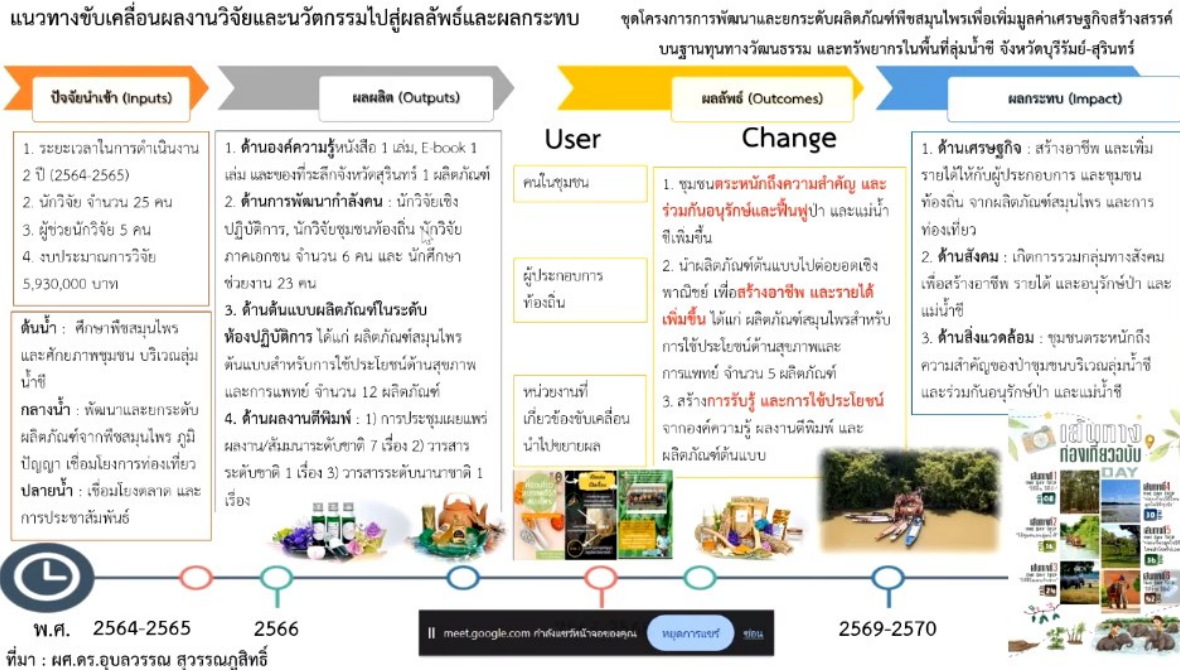 แนวทางขับเคลื่อนผลงานวิจัยและนวัตกรรมไปสู่ผลลัพธ์และผลกระทบ
ชุดโครงการการพัฒนาและยกระดับผลิตภัณฑ์พืชสมุนไพรเพื่อเพิ่มมูลค่าเศรษฐกิจสร้างสรรค์
บนฐานทุนทางวัฒนธรรม และทรัพยากรในพื้นที่ลุ่มน้ำชี จังหวัดบุรีรัมย์-สุรินทร์
ปัจจัยนำเข้า (Inputs)
1. ระยะเวลาในการดำเนินงาน
2 ปี (2564-2565)
2. นักวิจัย จำนวน 25 คน
3. ผู้ช่วยนักวิจัย 5 คน
4. งบประมาณการวิจัย
5,930,000 บาท
ต้นน้ำ : ศึกษาพืชสมุนไพร
และศักยภาพชุมชน บริเวณลุ่ม
น้ำชี
กลางน้ำ : พัฒนาและยกระดับ
ผลิตภัณฑ์จากพืชสมุนไพร ภูมิ
ปัญญา เชื่อมโยงการท่องเที่ยว
ปลายน้ำ : เชื่อมโยงตลาด และ
การประชาสัมพันธ์
ผลผลิต (Outputs)
1. ด้านองค์ความรู้หนังสือ 1 เล่ม, E-book 1
เล่ม และของที่ระลึกจังหวัดสุรินทร์ 1 ผลิตภัณฑ์
2. ด้านการพัฒนากำลังคน : นักวิจัยเชิง
ปฏิบัติการ, นักวิจัยชุมชนท้องถิ่น นักวิจัย
ภาคเอกชน จำนวน 6 คน และ นักศึกษา
ช่วยงาน 23 คน
3. ด้านต้นแบบผลิตภัณฑ์ในระดับ
ห้องปฏิบัติการ ได้แก่ ผลิตภัณฑ์สมุนไพร
ต้นแบบสำหรับการใช้ประโยชน์ด้านสุขภาพ
และการแพทย์ จำนวน 12 ผลิตภัณฑ์
4. ด้านผลงานตีพิมพ์ : 1) การประชุมเผยแพร่
ผลงาน/สัมมนาระดับชาติ 7 เรื่อง 2) วารสาร
ระดับชาติ 1 เรื่อง 3) วารสารระดับนานาชาติ 1
เรื่อง
ผลลัพธ์ (Outcomes)
User
คนในชุมชน
ผู้ประกอบการ
ท้องถิ่น
หน่วยงานที่
เกี่ยวข้องขับเคลื่อน
นำไปขยายผล
Change
1. ชุมชนตระหนักถึงความสำคัญ และ
ร่วมกันอนุรักษ์และฟื้นฟูป่า และแม่น้ำ
ชีเพิ่มขึ้น
2. นำผลิตภัณฑ์ต้นแบบไปต่อยอดเชิง
พาณิชย์ เพื่อสร้างอาชีพ และรายได้
เพิ่มขึ้น ได้แก่ ผลิตภัณฑ์สมุนไพรสำหรับ
การใช้ประโยชน์ด้านสุขภาพและ
การแพทย์ จำนวน 5 ผลิตภัณฑ์
3. สร้างการรับรู้ และการใช้ประโยชน์
จากองค์ความรู้ ผลงานตีพิมพ์ และ
ผลิตภัณฑ์ต้นแบบ
ผลกระทบ (Impact)
1. ด้านเศรษฐกิจ : สร้างอาชีพ และเพิ่ม
รายได้ให้กับผู้ประกอบการ และชุมชน
ท้องถิ่น จากผลิตภัณฑ์สมุนไพร และการ
ท่องเที่ยว
2. ด้านสังคม : เกิดการรวมกลุ่มทางสังคม
เพื่อสร้างอาชีพ รายได้ และอนุรักษ์ป่า และ
แม่น้ำชี
3. ด้านสิ่งแวดล้อม : ชุมชนตระหนักถึง
ความสำคัญของป่าชุมชนบริเวณลุ่มน้ำชี
และร่วมกันอนุรักษ์ป่า และแม่น้ำชี
เส้นทาง
DAY
พ.ศ.
2564-2565
2566
2569-2570
meet.google.com กำลังแชร์หน้าจอของคุณ
หยุดการแชร์
ซ่อน
ที่มา : ผศ.ดร.อุบลวรรณ สุวรรณภูสิทธิ์